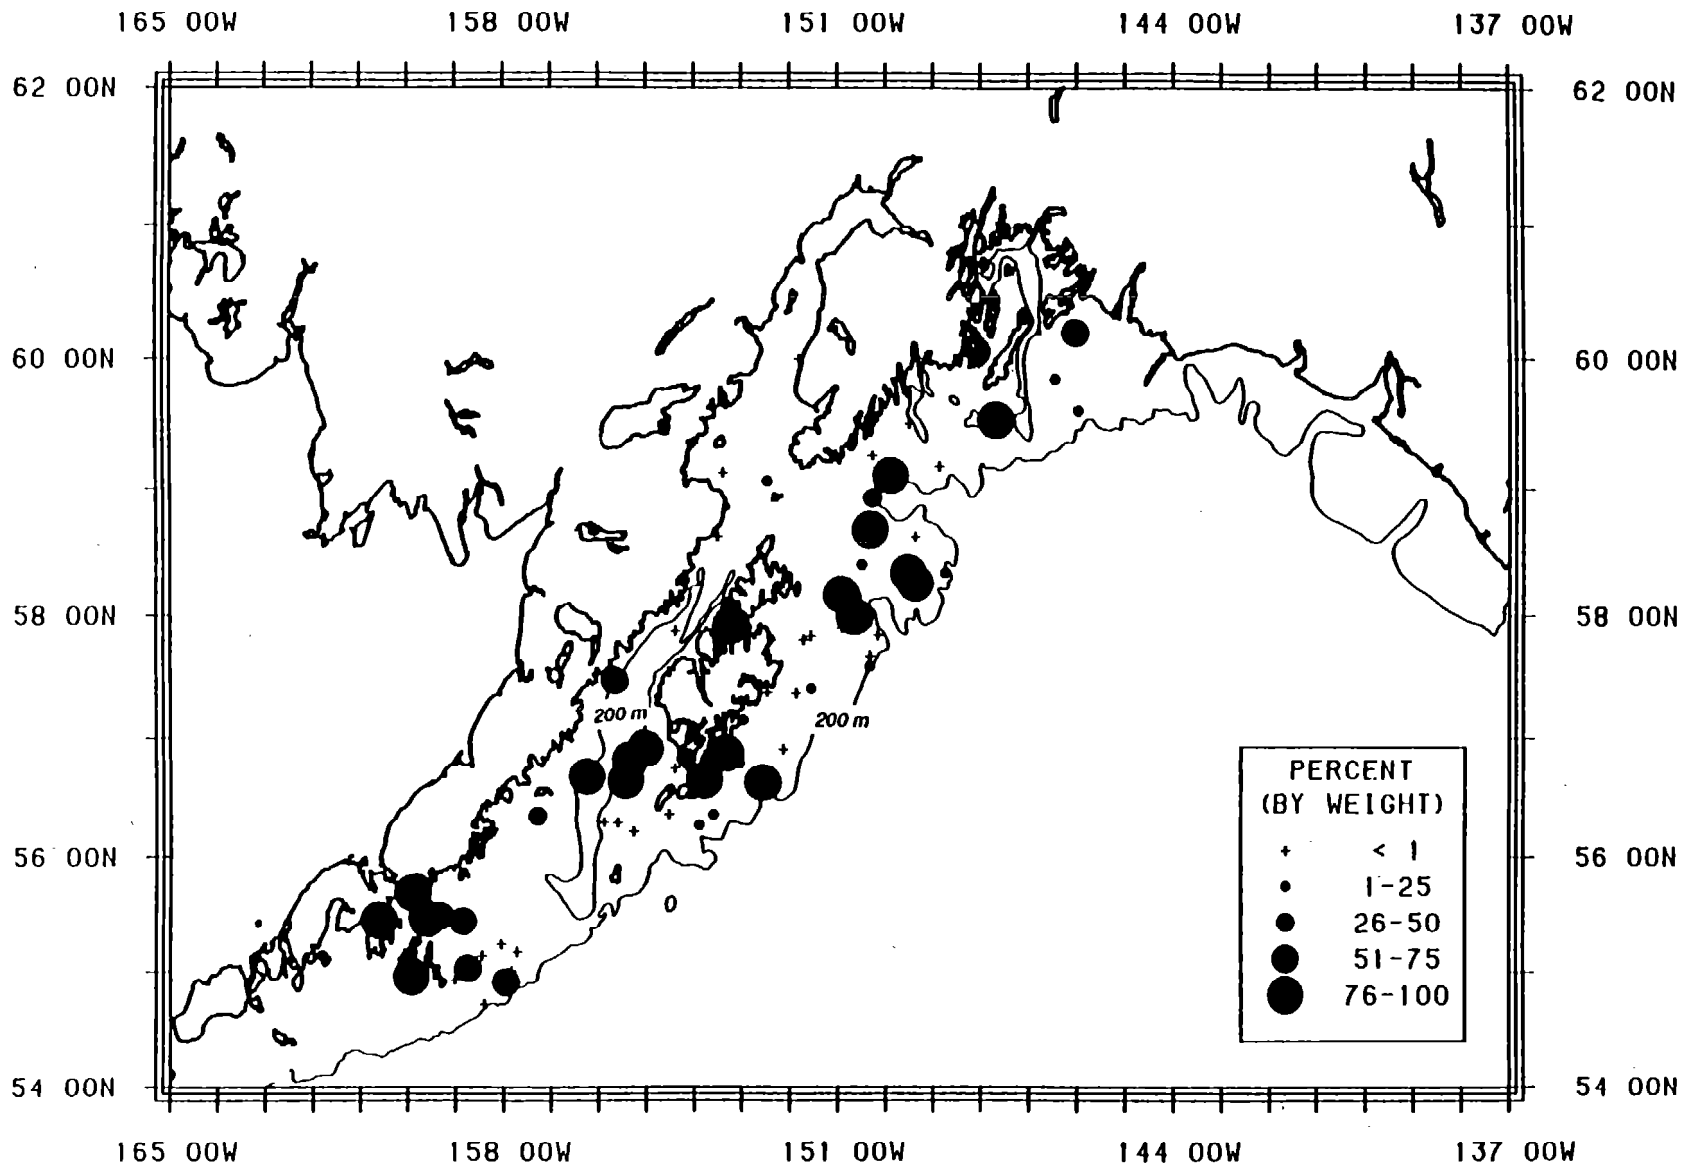 165 00W 158 00W 151 00W 144 00W 137 00W
62 00N 62 00N
60 00N 60 00N
58 00N 58 00N
200 m 200 m
PERCENT
(BY WEIGHT)
< 1
56 00N 56 00N
1-25
26-50
51-75
76-100
54 00N 54 00N
165 00W 158 00W 151 00W 144 00W 137 00W